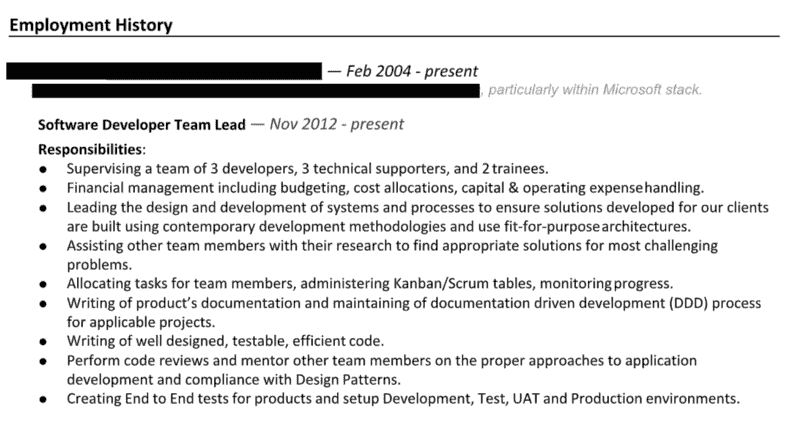 Employment History
— Feb 2004 - present
, particularly within Microsoft stack.
Software Developer Team Lead — Nov 2012 - present
Responsibilities:
● Supervising a team of 3 developers, 3 technical supporters, and 2 trainees.
● Financial management including budgeting, cost allocations, capital & operating expense handling.
● Leading the design and development of systems and processes to ensure solutions developed for our clients
are built using contemporary development methodologies and use fit-for-purpose architectures.
● Assisting other team members with their research to find appropriate solutions for most challenging
problems.
● Allocating tasks for team members, administering Kanban/Scrum tables, monitoring progress.
● Writing of product’s documentation and maintaining of documentation driven development (DDD) process
for applicable projects.
● Writing of well designed, testable, efficient code.
● Perform code reviews and mentor other team members on the proper approaches to application
development and compliance with Design Patterns.
● Creating End to End tests for products and setup Development, Test, UAT and Production environments.